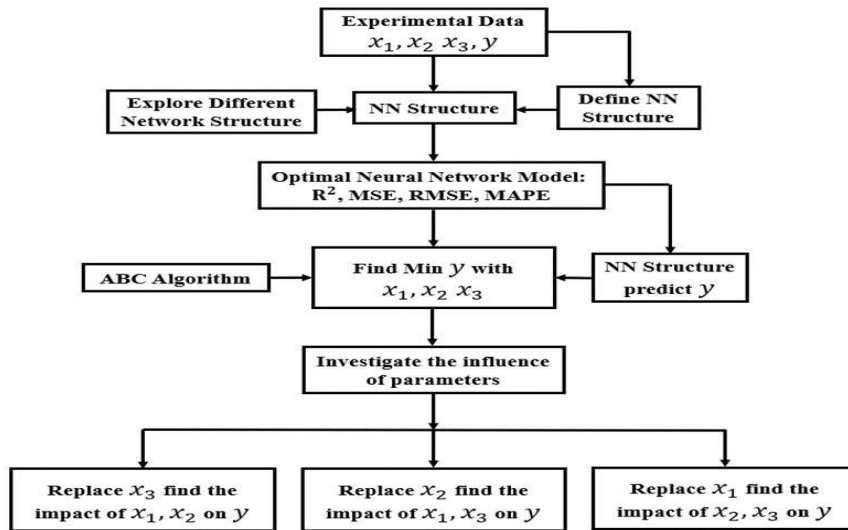 Experimental Data
x₁, x₂ x₃, y
Explore Different
Network Structure
NN Structure
Define NN
Structure
Optimal Neural Network Model:
R², MSE, RMSE, MAPE
ABC Algorithm
Find Min y with
x₁, x₂ x₃
NN Structure
predict y
Investigate the influence
of parameters
Replace x₃ find the
impact of x₁, x₂ on y
Replace x₂ find the
impact of x₁, x₃ on y
Replace x₁ find the
impact of x₂, x₃ on y